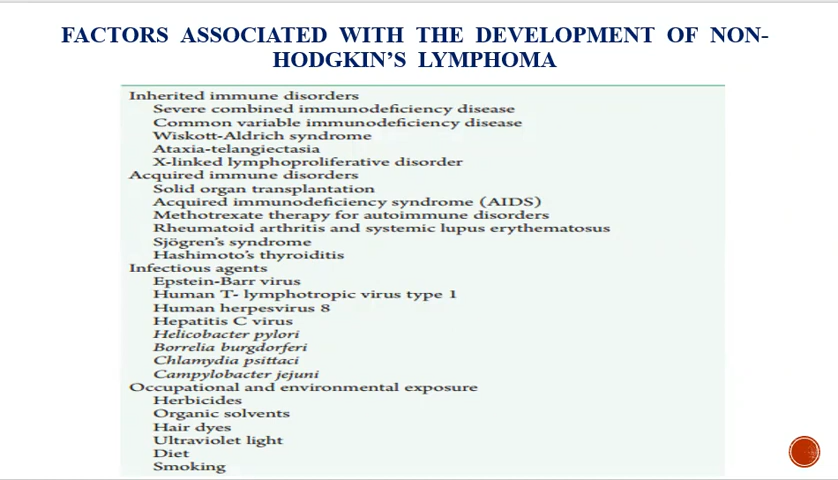 FACTORS ASSOCIATED WITH THE DEVELOPMENT OF NON-
HODGKIN'S LYMPHOMA
Inherited immune disorders
Severe combined immunodeficiency disease
Common variable immunodeficiency disease
Wiskott-Aldrich syndrome
Ataxia-telangiectasia
X-linked lymphoproliferative disorder
Acquired immune disorders
Solid organ transplantation
Acquired immunodeficiency syndrome (AIDS)
Methotrexate therapy for autoimmune disorders
Rheumatoid arthritis and systemic lupus erythematosus
Sjögren's syndrome
Hashimoto's thyroiditis
Infectious agents
Epstein-Barr virus
Human T- lymphotropic virus type 1
Human herpesvirus 8
Hepatitis C virus
Helicobacter pylori
Borrelia burgdorferi
Chlamydia psittaci
Campylobacter jejuni
Occupational and environmental exposure
Herbicides
Organic solvents
Hair dyes
Ultraviolet light
Diet
Smoking